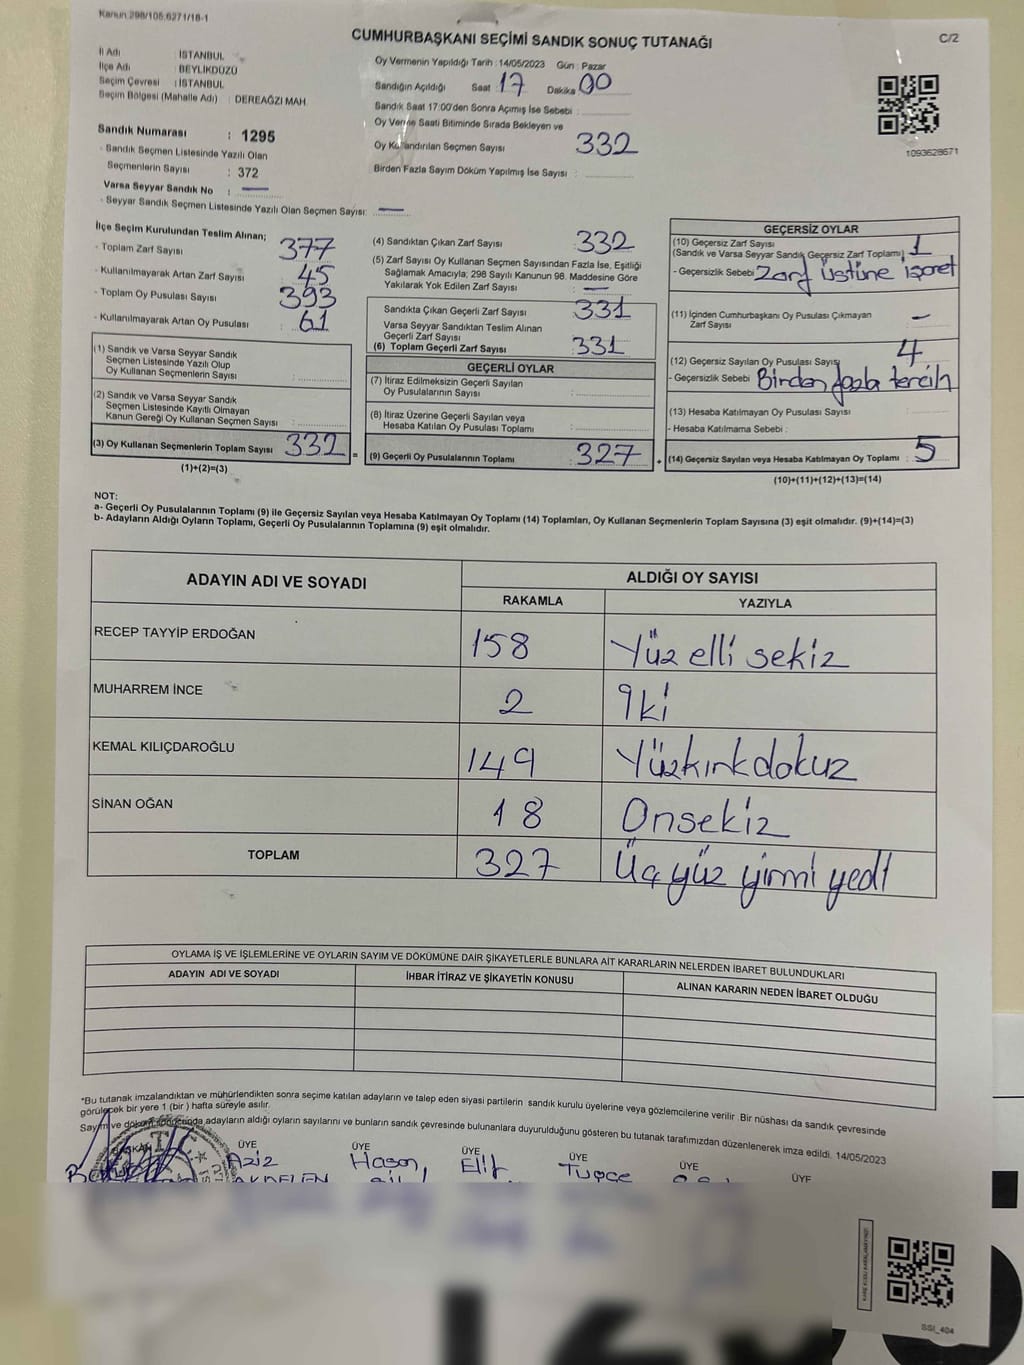 Kanun 298/105,6271/18-1
CUMHURBAŞKANI SEÇİMİ SANDIK SONUÇ TUTANAĞI
C/2
İl Adı : İSTANBUL
İlçe Adı : BEYLİKDÜZÜ
Seçim Çevresi : İSTANBUL
Seçim Bölgesi (Mahalle Adı) : DEREAĞZI MAH.
Sandık Numarası : 1295
- Sandık Seçmen Listesinde Yazılı Olan
Seçmenlerin Sayısı : 372
Varsa Seyyar Sandık No : —
- Seyyar Sandık Seçmen Listesinde Yazılı Olan Seçmen Sayısı: —
Oy Vermenin Yapıldığı Tarih : 14/05/2023 Gün : Pazar
Sandığın Açıldığı Saat 17 Dakika 00
Sandık Saat 17:00'den Sonra Açımış İse Sebebi :
Oy Verme Saati Bitiminde Sırada Bekleyen ve
Oy Kullandırılan Seçmen Sayısı : 332
Birden Fazla Sayım Döküm Yapılmış İse Sayısı :
1093628671
İlçe Seçim Kurulundan Teslim Alınan;
- Toplam Zarf Sayısı : 377
- Kullanılmayarak Artan Zarf Sayısı : 45
- Toplam Oy Pusulası Sayısı : 393
- Kullanılmayarak Artan Oy Pusulası : 61
(1) Sandık ve Varsa Seyyar Sandık
Seçmen Listesinde Yazılı Olup
Oy Kullanan Seçmenlerin Sayısı :
(2) Sandık ve Varsa Seyyar Sandık
Seçmen Listesinde Kayıtlı Olmayan
Kanun Gereği Oy Kullanan Seçmen Sayısı :
(3) Oy Kullanan Seçmenlerin Toplam Sayısı 332
(1)+(2)=(3)
(4) Sandıktan Çıkan Zarf Sayısı : 332
(5) Zarf Sayısı Oy Kullanan Seçmen Sayısından Fazla İse, Eşitliği
Sağlamak Amacıyla; 298 Sayılı Kanunun 98. Maddesine Göre
Yakılarak Yok Edilen Zarf Sayısı : —
Sandıkta Çıkan Geçerli Zarf Sayısı : 331
Varsa Seyyar Sandıktan Teslim Alınan
Geçerli Zarf Sayısı :
(6) Toplam Geçerli Zarf Sayısı : 331
GEÇERLİ OYLAR
(7) İtiraz Edilmeksizin Geçerli Sayılan
Oy Pusulalarının Sayısı :
(8) İtiraz Üzerine Geçerli Sayılan veya
Hesaba Katılan Oy Pusulası Toplamı :
= (9) Geçerli Oy Pusulalarının Toplamı : 327 +
GEÇERSİZ OYLAR
(10) Geçersiz Zarf Sayısı
(Sandık ve Varsa Seyyar Sandık Geçersiz Zarf Toplamı) 1
- Geçersizlik Sebebi : Zarf üstüne işaret
(11) İçinden Cumhurbaşkanı Oy Pusulası Çıkmayan
Zarf Sayısı : —
(12) Geçersiz Sayılan Oy Pusulası Sayısı 4
- Geçersizlik Sebebi : Birden fazla tercih
(13) Hesaba Katılmayan Oy Pusulası Sayısı :
- Hesaba Katılmama Sebebi :
(14) Geçersiz Sayılan veya Hesaba Katılmayan Oy Toplamı : 5
(10)+(11)+(12)+(13)=(14)
NOT:
a- Geçerli Oy Pusulalarının Toplamı (9) ile Geçersiz Sayılan veya Hesaba Katılmayan Oy Toplamı (14) Toplamları, Oy Kullanan Seçmenlerin Toplam Sayısına (3) eşit olmalıdır. (9)+(14)=(3)
b- Adayların Aldığı Oyların Toplamı, Geçerli Oy Pusulalarının Toplamına (9) eşit olmalıdır.
ADAYIN ADI VE SOYADI
ALDIĞI OY SAYISI
RAKAMLA YAZIYLA
RECEP TAYYİP ERDOĞAN 158 Yüz elli sekiz
MUHARREM İNCE 2 İki
KEMAL KILIÇDAROĞLU 149 Yüzkırkdokuz
SİNAN OĞAN 18 Onsekiz
TOPLAM 327 Üç yüz yirmi yedi
OYLAMA İŞ VE İŞLEMLERİNE VE OYLARIN SAYIM VE DÖKÜMÜNE DAİR ŞİKAYETLERLE BUNLARA AİT KARARLARIN NELERDEN İBARET BULUNDUKLARI
ADAYIN ADI VE SOYADI İHBAR İTİRAZ VE ŞİKAYETİN KONUSU ALINAN KARARIN NEDEN İBARET OLDUĞU
*Bu tutanak imzalandıktan ve mühürlendikten sonra seçime katılan adayların ve talep eden siyasi partilerin sandık kurulu üyelerine veya gözlemcilerine verilir. Bir nüshası da sandık çevresinde
görülecek bir yere 1 (bir) hafta süreyle asılır.
Sayım ve döküm sonucunda adayların aldığı oyların sayılarını ve bunların sandık çevresinde bulunanlara duyurulduğunu gösteren bu tutanak tarafımızdan düzenlenerek imza edildi. 14/05/2023
BAŞKAN ÜYE ÜYE ÜYE ÜYE ÜYE ÜYE
Aziz Hasan Elif Tuğçe
AKDELEN
SSI_404